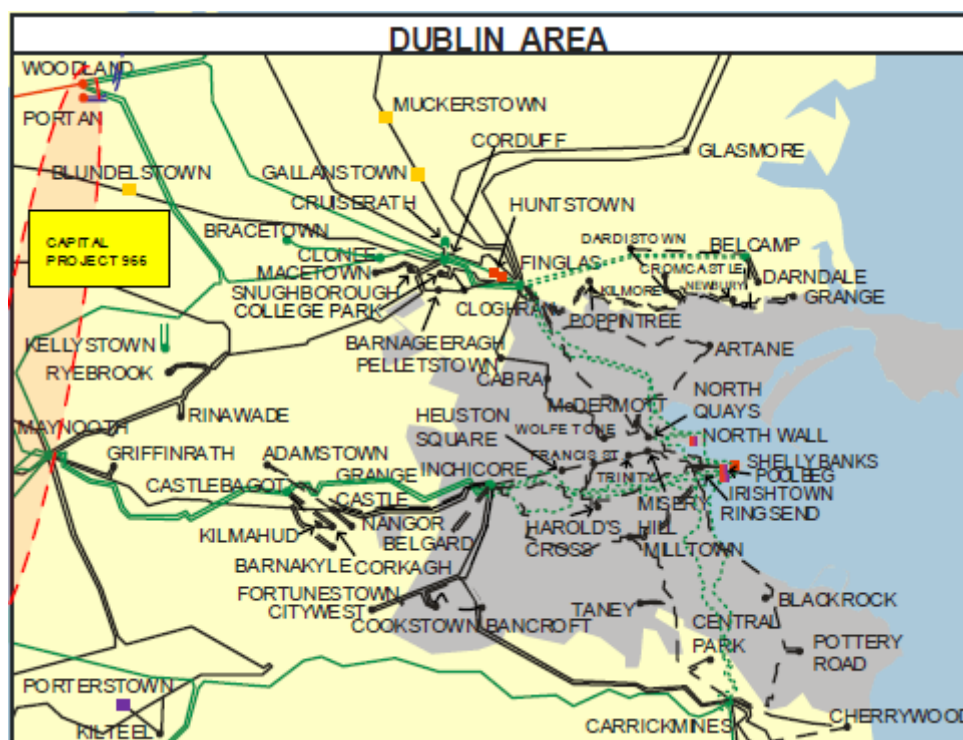 DUBLIN AREA
WOODLAND
PORTAN
MUCKERSTOWN
CORDUFF
GLASMORE
BLUNDELSTOWN
GALLANSTOWN
CRUISERATH
HUNTSTOWN
CAPITAL
PROJECT 966
BRACETOWN
DARDISTOWN
BELCAMP
CLONEE
FINGLAS
MACETOWN
CROMCASTLE
DARNDALE
SNUGHBOROUGH
KILMORE
NEWBURY
GRANGE
COLLEGE PARK
CLOGHRAN
POPPINTREE
KELLYSTOWN
BARNAGEERAGH
ARTANE
PELLETSTOWN
RYEBROOK
CABRA
NORTH
QUAYS
RINAWADE
HEUSTON
SQUARE
McDERMOTT
MAYNOOTH
WOLFE TONE
NORTH WALL
GRIFFINRATH
ADAMSTOWN
FRANCIS ST
SHELLYBANKS
GRANGE
CASTLE
INCHICORE
TRINITY
POOLBEG
CASTLEBAGOT
IRISHTOWN
MISERY
HILL
RINGSEND
KILMAHUD
NANGOR
HAROLD'S
CROSS
BELGARD
MILLTOWN
BARNAKYLE
CORKAGH
FORTUNESTOWN
CITYWEST
TANEY
BLACKROCK
COOKSTOWN
BANCROFT
CENTRAL
PARK
POTTERY
ROAD
PORTERSTOWN
KILTEEL
CARRICKMINES
CHERRYWOOD